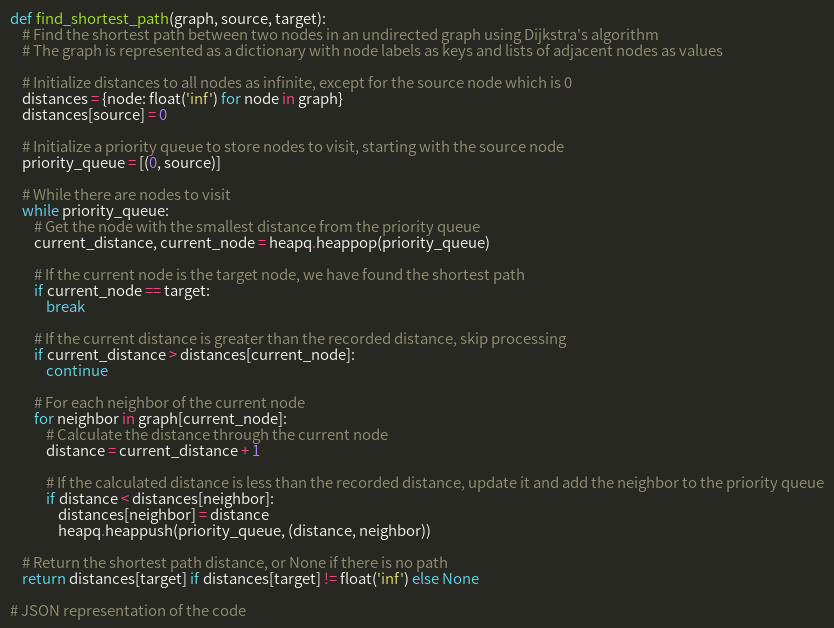 def find_shortest_path(graph, source, target):
# Find the shortest path between two nodes in an undirected graph using Dijkstra's algorithm
# The graph is represented as a dictionary with node labels as keys and lists of adjacent nodes as values
# Initialize distances to all nodes as infinite, except for the source node which is 0
distances = {node: float('inf') for node in graph}
distances[source] = 0
# Initialize a priority queue to store nodes to visit, starting with the source node
priority_queue = [(0, source)]
# While there are nodes to visit
while priority_queue:
# Get the node with the smallest distance from the priority queue
current_distance, current_node = heapq.heappop(priority_queue)
# If the current node is the target node, we have found the shortest path
if current_node == target:
break
# If the current distance is greater than the recorded distance, skip processing
if current_distance > distances[current_node]:
continue
# For each neighbor of the current node
for neighbor in graph[current_node]:
# Calculate the distance through the current node
distance = current_distance + 1
# If the calculated distance is less than the recorded distance, update it and add the neighbor to the priority queue
if distance < distances[neighbor]:
distances[neighbor] = distance
heapq.heappush(priority_queue, (distance, neighbor))
# Return the shortest path distance, or None if there is no path
return distances[target] if distances[target] != float('inf') else None
# JSON representation of the code